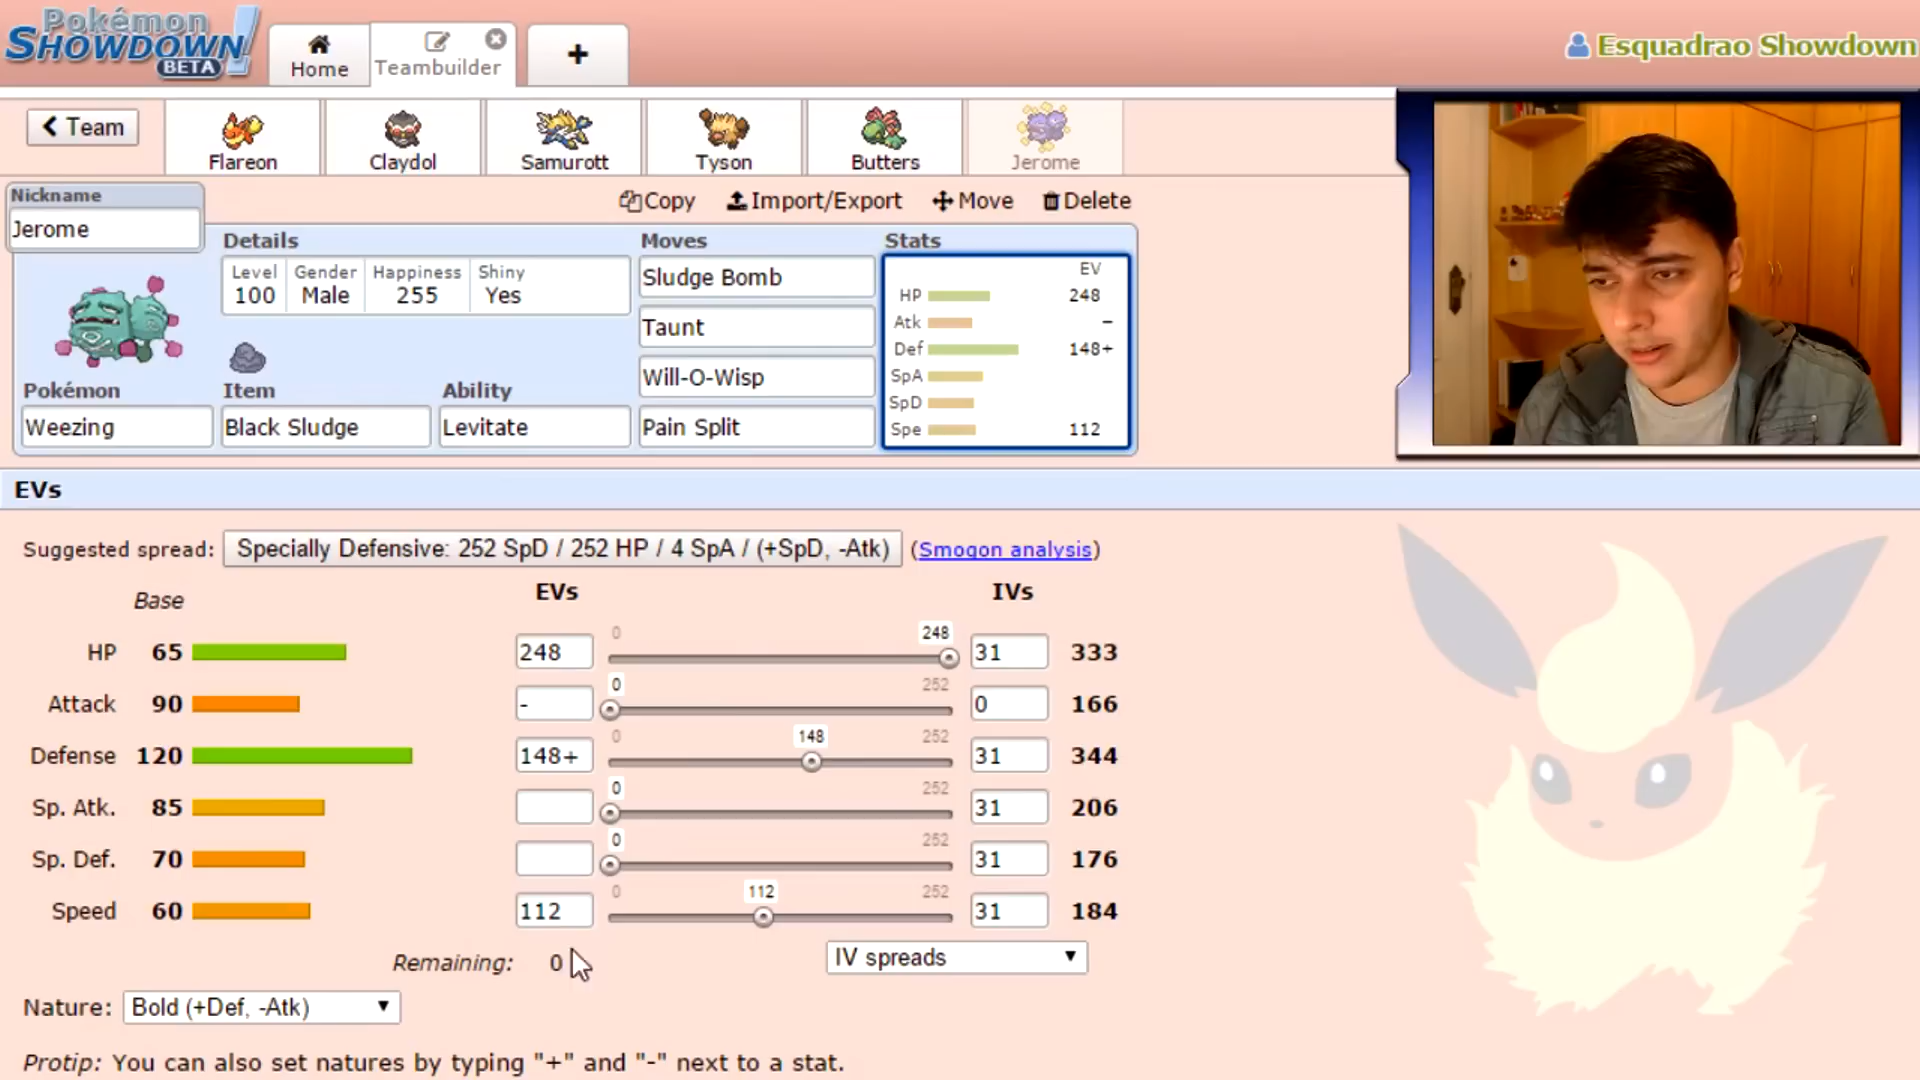 Pokémon
SHOWDOWN!
BETA
Home
Teambuilder
+
Esquadrao Showdown
Team
Flareon
Claydol
Samurott
Tyson
Butters
Jerome
Copy
Import/Export
Move
Delete
Nickname
Jerome
Details
Level Gender Happiness Shiny
100 Male 255 Yes
Pokémon
Weezing
Item
Black Sludge
Ability
Levitate
Moves
Sludge Bomb
Taunt
Will-O-Wisp
Pain Split
Stats
EV
HP 248
Atk -
Def 148+
SpA
SpD
Spe 112
EVs
Suggested spread: Specially Defensive: 252 SpD / 252 HP / 4 SpA / (+SpD, -Atk) (Smogon analysis)
Base EVs IVs
HP 65 248 0 248 31 333
Attack 90 - 0 252 0 166
Defense 120 148+ 0 148 252 31 344
Sp. Atk. 85 0 252 31 206
Sp. Def. 70 0 252 31 176
Speed 60 112 0 112 252 31 184
Remaining: 0
IV spreads
Nature: Bold (+Def, -Atk)
Protip: You can also set natures by typing "+" and "-" next to a stat.